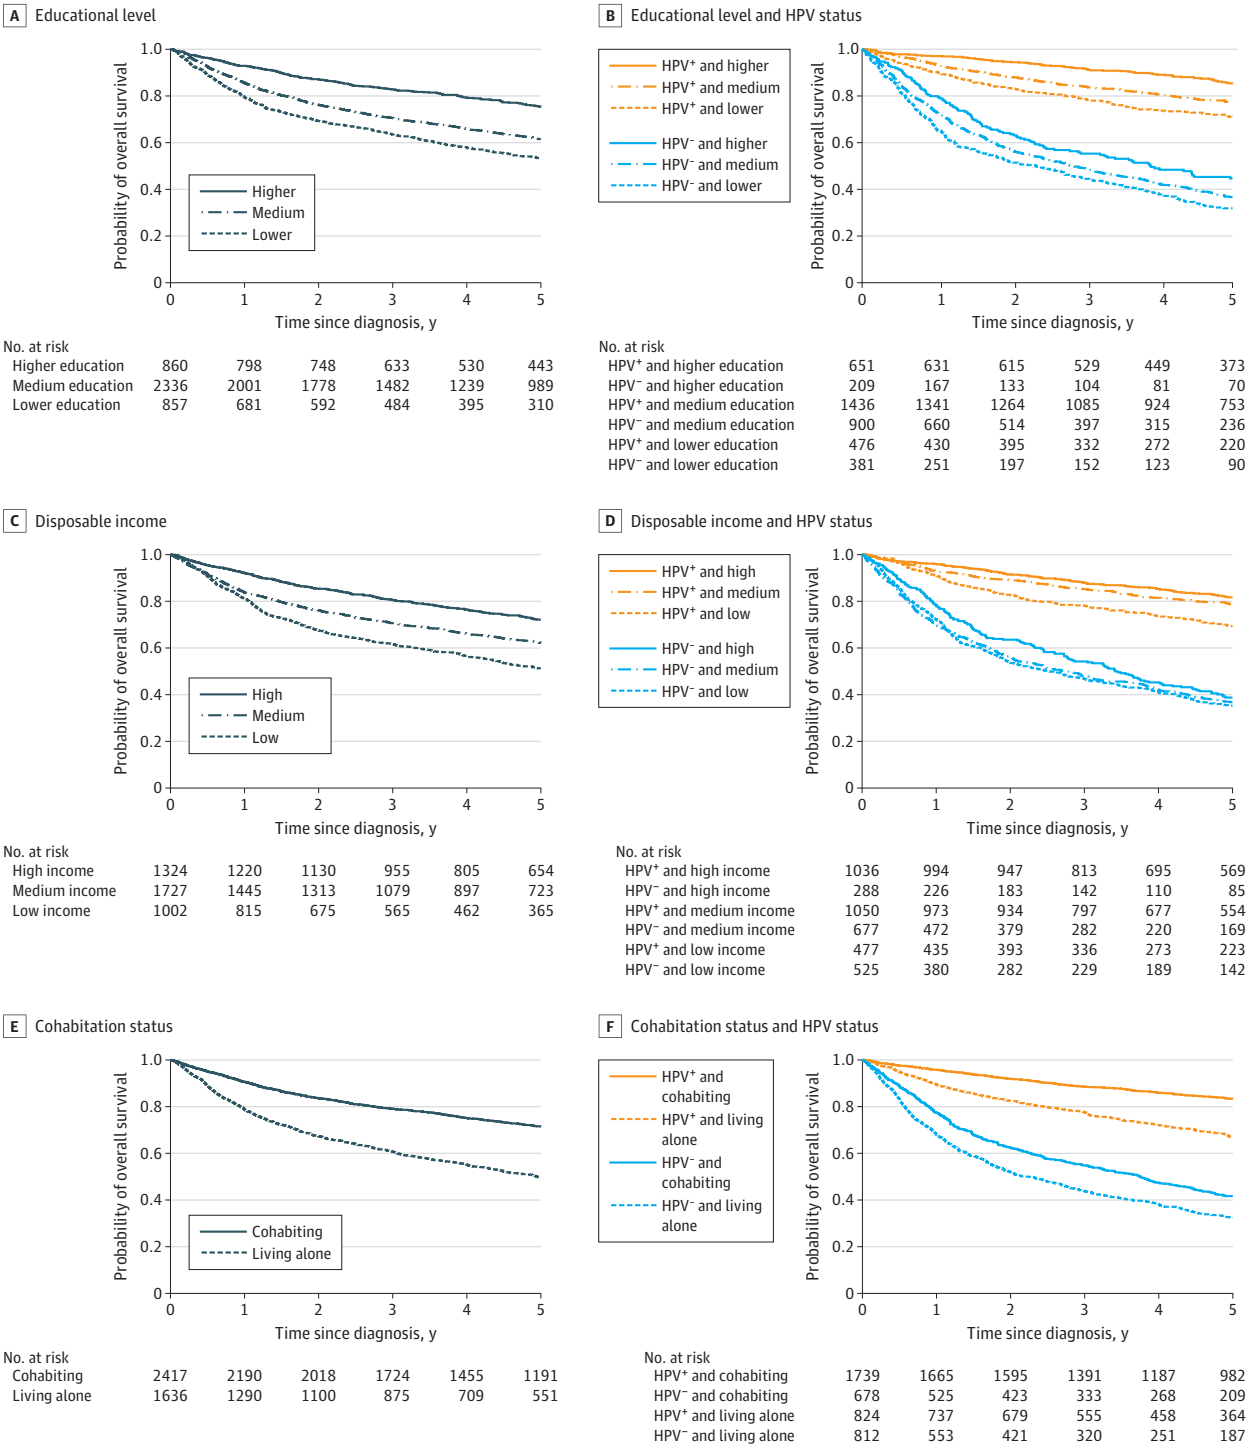 A Educational level
1.0
0.8
0.6
0.4
0.2
0
Probability of overall survival
Higher
Medium
Lower
0 1 2 3 4 5
Time since diagnosis, y
No. at risk
Higher education 860 798 748 633 530 443
Medium education 2336 2001 1778 1482 1239 989
Lower education 857 681 592 484 395 310
B Educational level and HPV status
HPV+ and higher
HPV+ and medium
HPV+ and lower
HPV− and higher
HPV− and medium
HPV− and lower
1.0
0.8
0.6
0.4
0.2
0
Probability of overall survival
0 1 2 3 4 5
Time since diagnosis, y
No. at risk
HPV+ and higher education 651 631 615 529 449 373
HPV− and higher education 209 167 133 104 81 70
HPV+ and medium education 1436 1341 1264 1085 924 753
HPV− and medium education 900 660 514 397 315 236
HPV+ and lower education 476 430 395 332 272 220
HPV− and lower education 381 251 197 152 123 90
C Disposable income
1.0
0.8
0.6
0.4
0.2
0
Probability of overall survival
High
Medium
Low
0 1 2 3 4 5
Time since diagnosis, y
No. at risk
High income 1324 1220 1130 955 805 654
Medium income 1727 1445 1313 1079 897 723
Low income 1002 815 675 565 462 365
D Disposable income and HPV status
HPV+ and high
HPV+ and medium
HPV+ and low
HPV− and high
HPV− and medium
HPV− and low
1.0
0.8
0.6
0.4
0.2
0
Probability of overall survival
0 1 2 3 4 5
Time since diagnosis, y
No. at risk
HPV+ and high income 1036 994 947 813 695 569
HPV− and high income 288 226 183 142 110 85
HPV+ and medium income 1050 973 934 797 677 554
HPV− and medium income 677 472 379 282 220 169
HPV+ and low income 477 435 393 336 273 223
HPV− and low income 525 380 282 229 189 142
E Cohabitation status
1.0
0.8
0.6
0.4
0.2
0
Probability of overall survival
Cohabiting
Living alone
0 1 2 3 4 5
Time since diagnosis, y
No. at risk
Cohabiting 2417 2190 2018 1724 1455 1191
Living alone 1636 1290 1100 875 709 551
F Cohabitation status and HPV status
HPV+ and
cohabiting
HPV+ and living
alone
HPV− and
cohabiting
HPV− and living
alone
1.0
0.8
0.6
0.4
0.2
0
Probability of overall survival
0 1 2 3 4 5
Time since diagnosis, y
No. at risk
HPV+ and cohabiting 1739 1665 1595 1391 1187 982
HPV− and cohabiting 678 525 423 333 268 209
HPV+ and living alone 824 737 679 555 458 364
HPV− and living alone 812 553 421 320 251 187